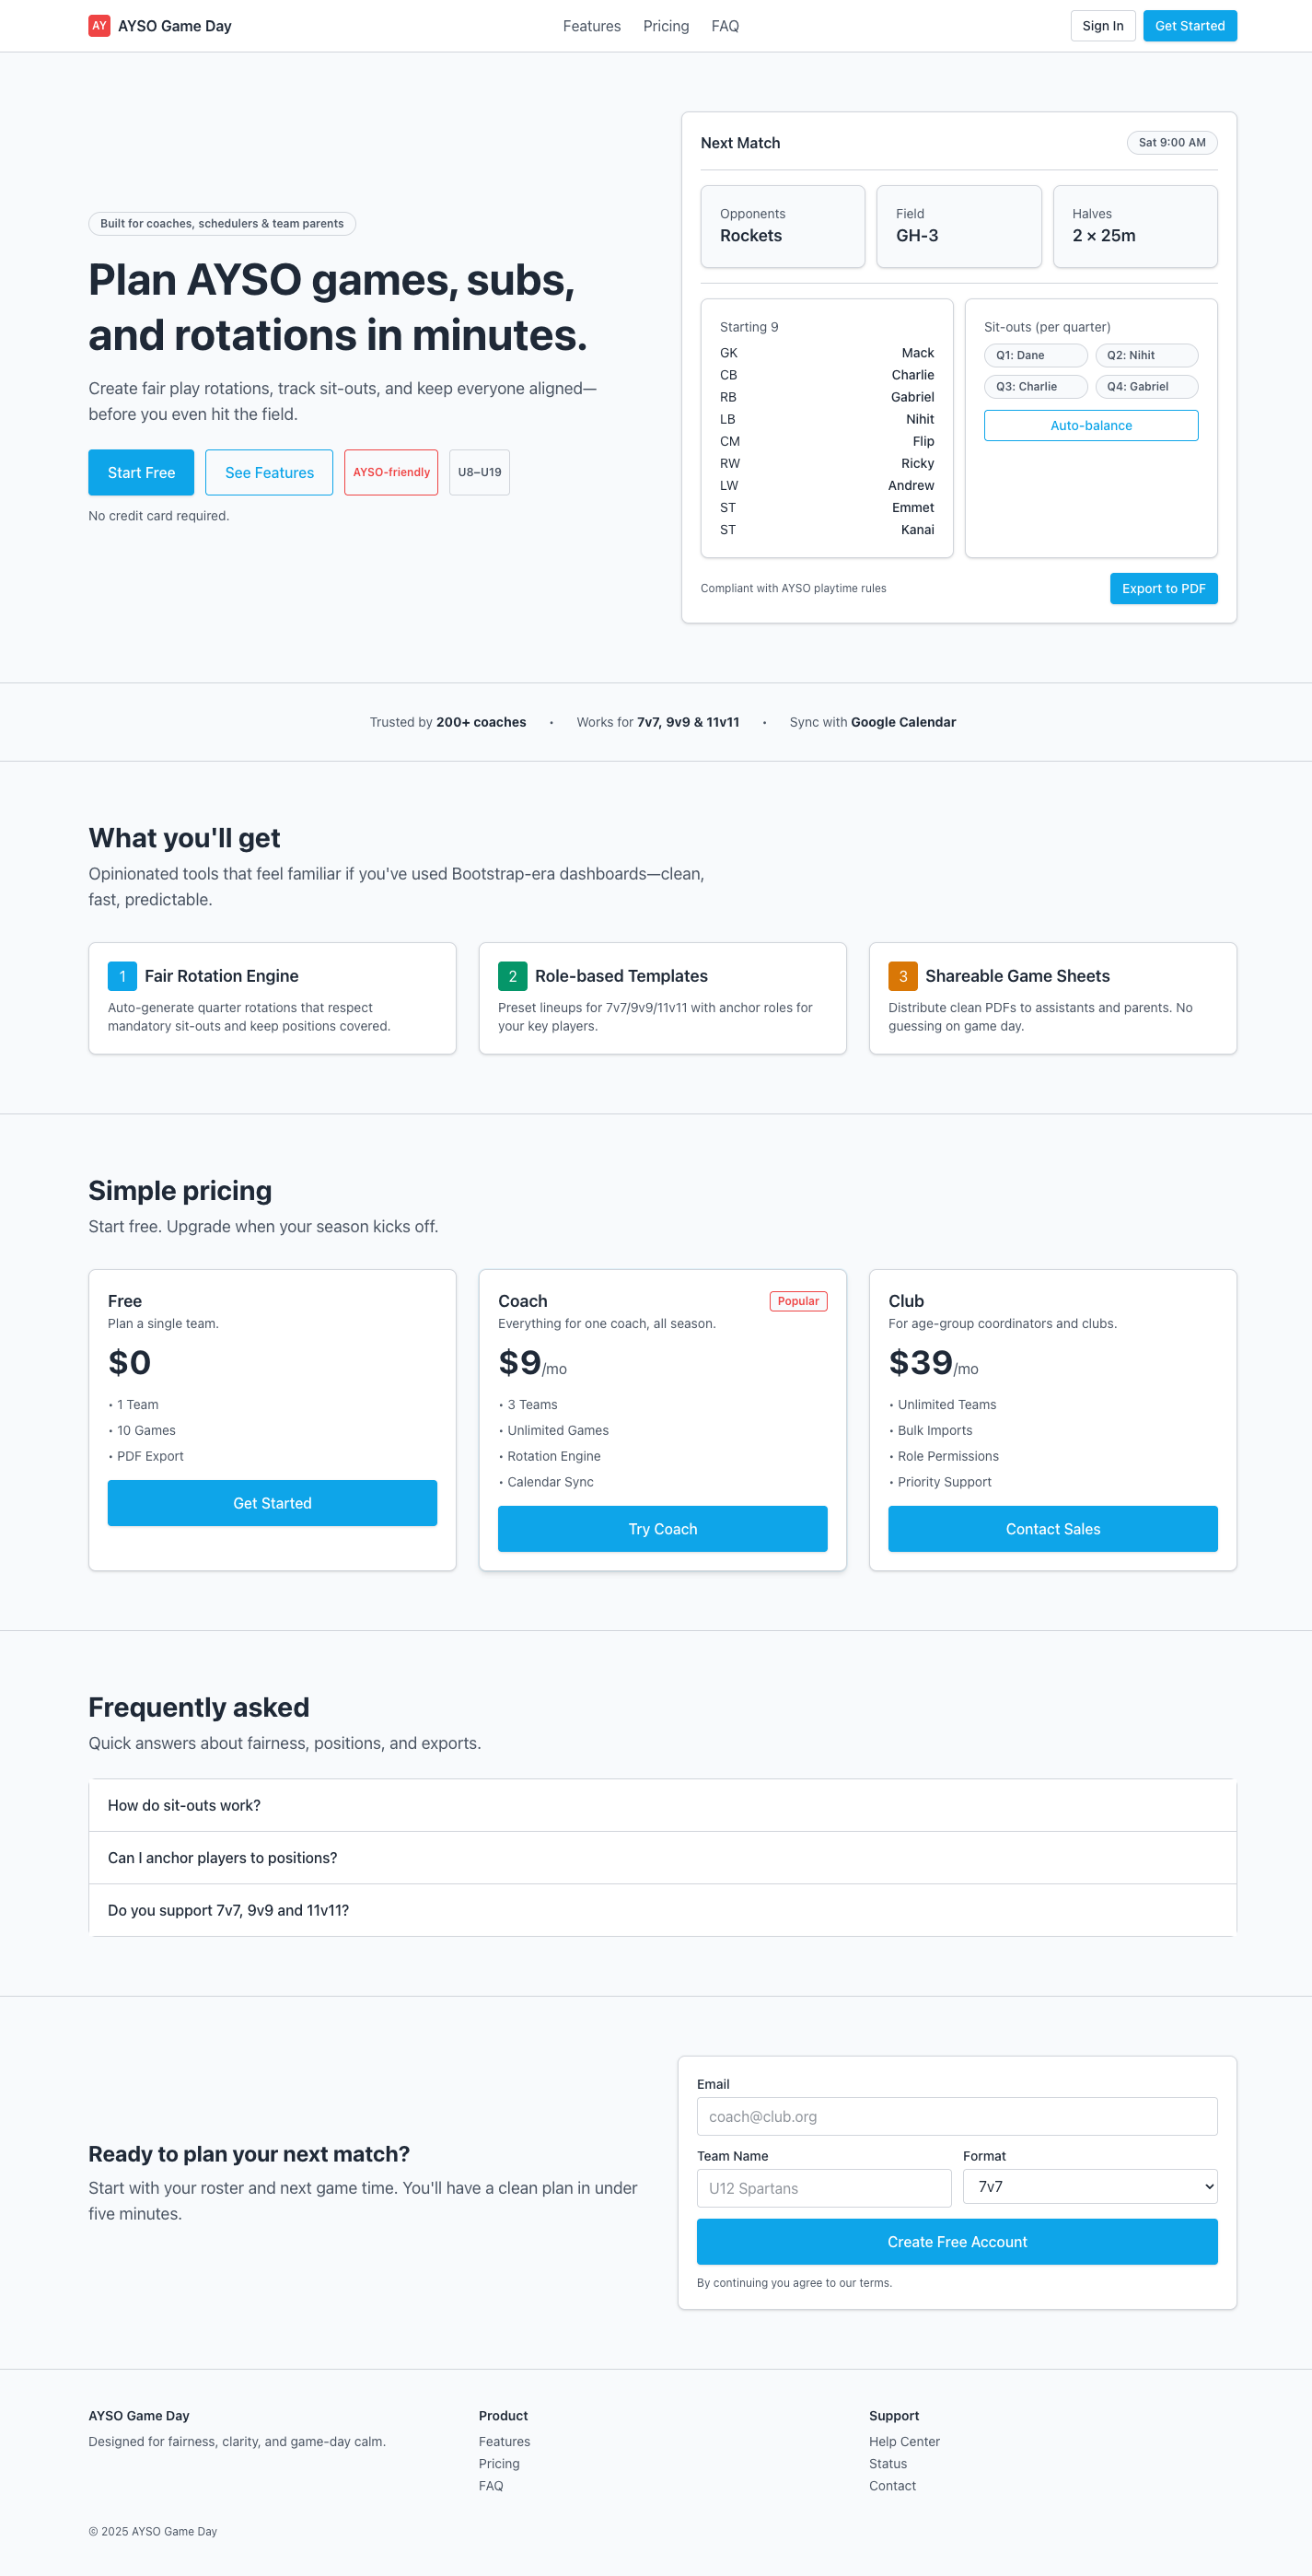 AY AYSO Game Day
Features Pricing FAQ
Sign In Get Started
Built for coaches, schedulers & team parents
Plan AYSO games, subs,
and rotations in minutes.
Create fair play rotations, track sit-outs, and keep everyone aligned—
before you even hit the field.
Start Free See Features AYSO-friendly U8–U19
No credit card required.
Next Match Sat 9:00 AM
Opponents
Rockets
Field
GH-3
Halves
2 × 25m
Starting 9
GK Mack
CB Charlie
RB Gabriel
LB Nihit
CM Flip
RW Ricky
LW Andrew
ST Emmet
ST Kanai
Sit-outs (per quarter)
Q1: Dane Q2: Nihit
Q3: Charlie Q4: Gabriel
Auto-balance
Compliant with AYSO playtime rules Export to PDF
Trusted by 200+ coaches • Works for 7v7, 9v9 & 11v11 • Sync with Google Calendar
What you'll get
Opinionated tools that feel familiar if you've used Bootstrap-era dashboards—clean,
fast, predictable.
1 Fair Rotation Engine
Auto-generate quarter rotations that respect
mandatory sit-outs and keep positions covered.
2 Role-based Templates
Preset lineups for 7v7/9v9/11v11 with anchor roles for
your key players.
3 Shareable Game Sheets
Distribute clean PDFs to assistants and parents. No
guessing on game day.
Simple pricing
Start free. Upgrade when your season kicks off.
Free
Plan a single team.
$0
• 1 Team
• 10 Games
• PDF Export
Get Started
Coach Popular
Everything for one coach, all season.
$9/mo
• 3 Teams
• Unlimited Games
• Rotation Engine
• Calendar Sync
Try Coach
Club
For age-group coordinators and clubs.
$39/mo
• Unlimited Teams
• Bulk Imports
• Role Permissions
• Priority Support
Contact Sales
Frequently asked
Quick answers about fairness, positions, and exports.
How do sit-outs work?
Can I anchor players to positions?
Do you support 7v7, 9v9 and 11v11?
Ready to plan your next match?
Start with your roster and next game time. You'll have a clean plan in under
five minutes.
Email
coach@club.org
Team Name Format
U12 Spartans 7v7
Create Free Account
By continuing you agree to our terms.
AYSO Game Day
Designed for fairness, clarity, and game-day calm.
Product
Features
Pricing
FAQ
Support
Help Center
Status
Contact
© 2025 AYSO Game Day